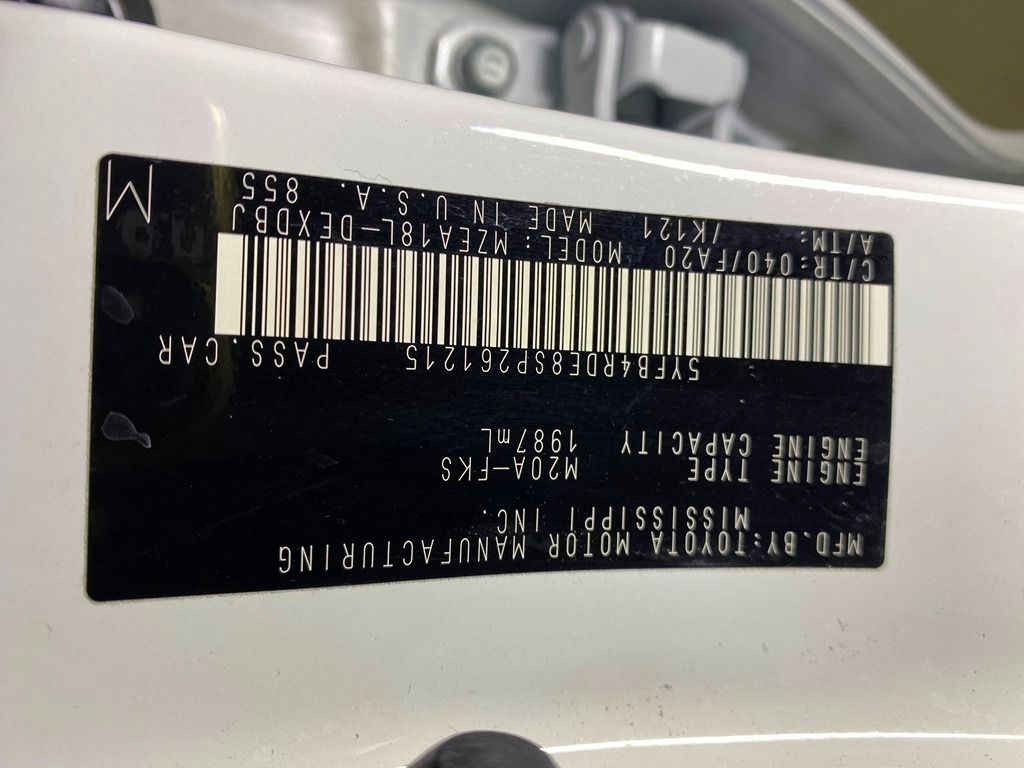 MFD.BY:TOYOTA MOTOR MANUFACTURING
MISSISSIPPI INC.
ENGINE TYPE M20A-FKS
ENGINE CAPACITY 1987mL
5YFB4RDE8SP261215 PASS.CAR
C/TR:040/FA20 MODEL:MZEA18L-DEXDBJ
A/TM: /K121 MADE IN U.S.A. 855